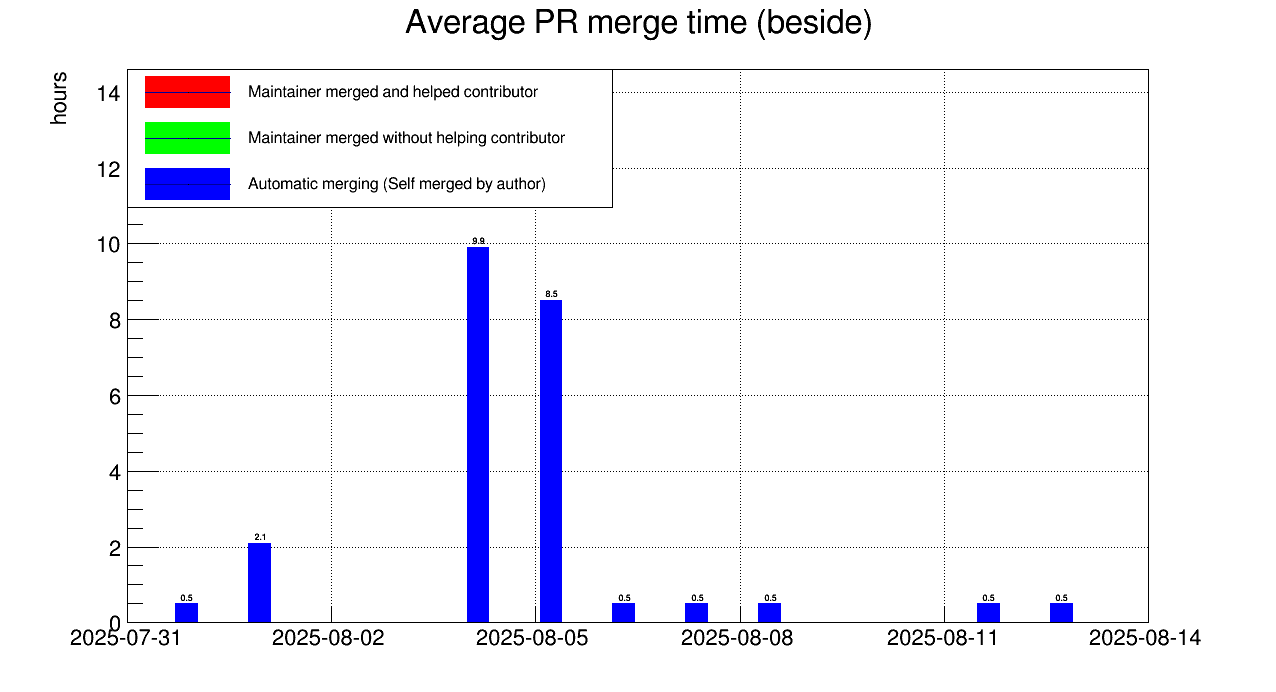 Average PR merge time (beside)
hours
14
12
10
8
6
4
2
0
Maintainer merged and helped contributor
Maintainer merged without helping contributor
Automatic merging (Self merged by author)
0.5
2.1
9.9
8.5
0.5
0.5
0.5
0.5
0.5
2025-07-31 2025-08-02 2025-08-05 2025-08-08 2025-08-11 2025-08-14